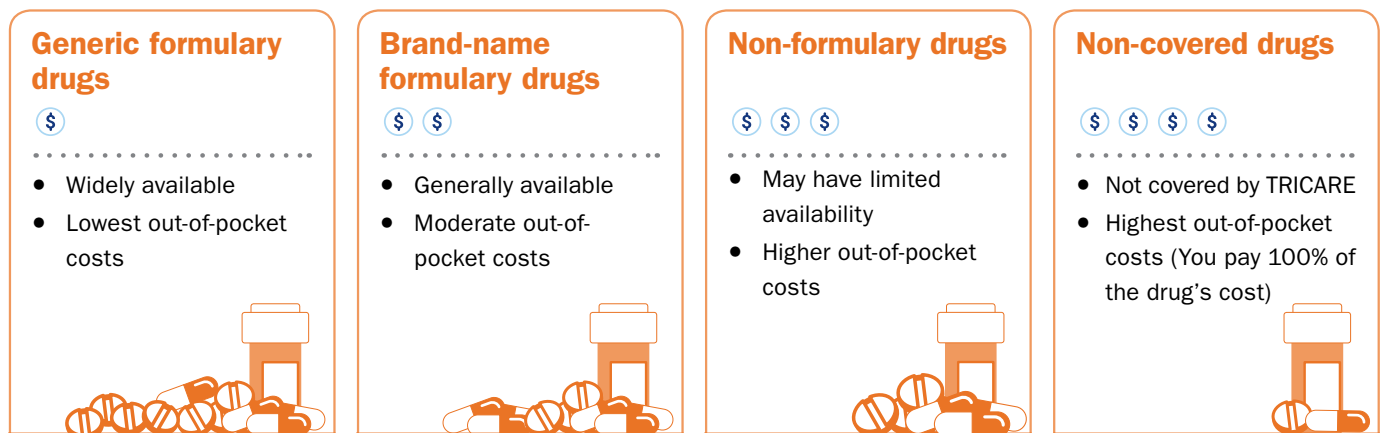 Generic formulary
drugs
$
• Widely available
• Lowest out-of-pocket
costs
Brand-name
formulary drugs
$ $
• Generally available
• Moderate out-of-
pocket costs
Non-formulary drugs
$ $ $
• May have limited
availability
• Higher out-of-pocket
costs
Non-covered drugs
$ $ $ $
• Not covered by TRICARE
• Highest out-of-pocket
costs (You pay 100% of
the drug’s cost)